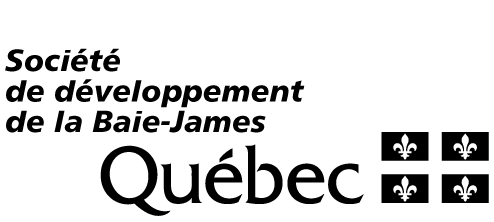 Société
de développement
de la Baie-James
Québec